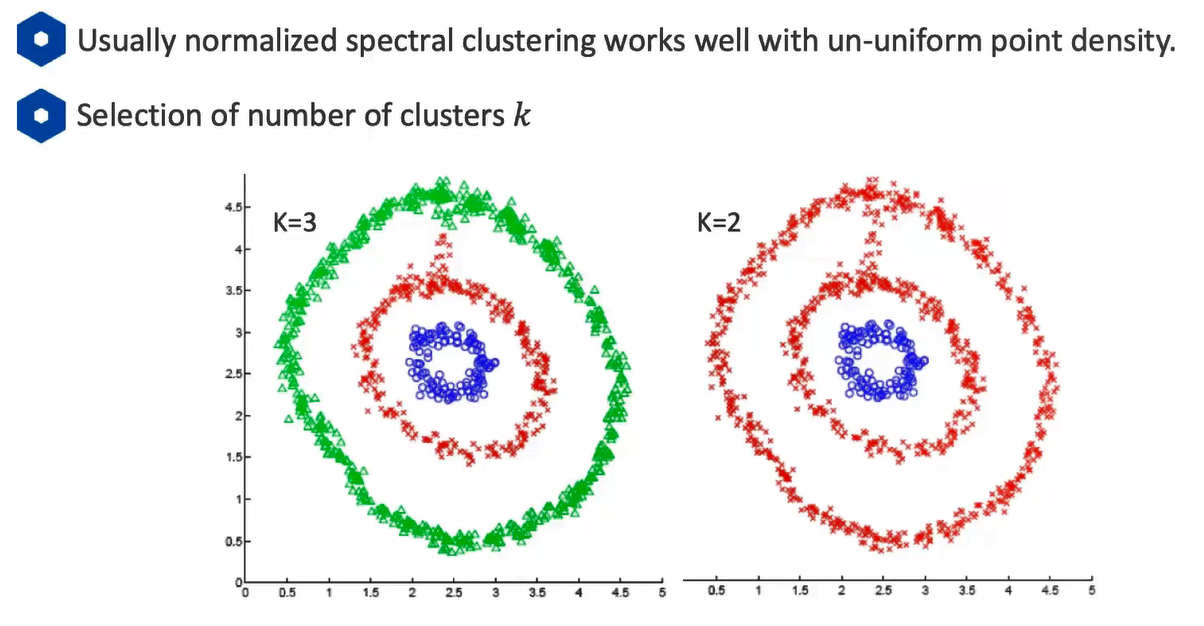 Usually normalized spectral clustering works well with un-uniform point density.
Selection of number of clusters k
K=3
K=2
4.5
4
3.5
3
2.5
2
1.5
1
0.5
0
0 0.5 1 1.5 2 2.5 3 3.5 4 4.5 5
0.5 1 1.5 2 2.5 3 3.5 4 4.5 5